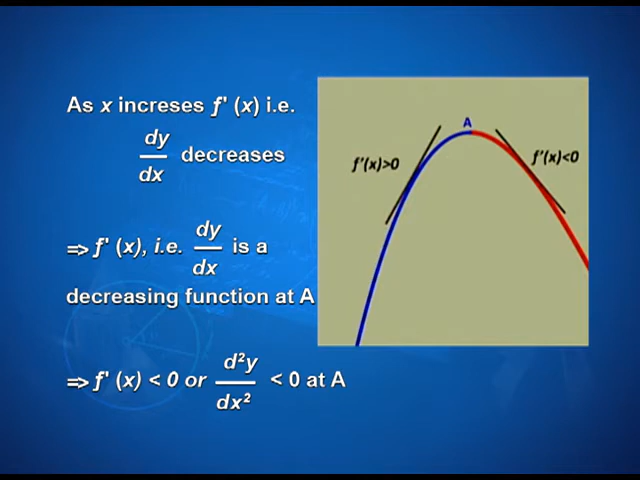 As x increses f' (x) i.e.
dy
dx
decreases
⇒ f' (x), i.e. dy/dx is a
decreasing function at A
⇒ f' (x) < 0 or d²y/dx² < 0 at A
A
f'(x)>0
f'(x)<0